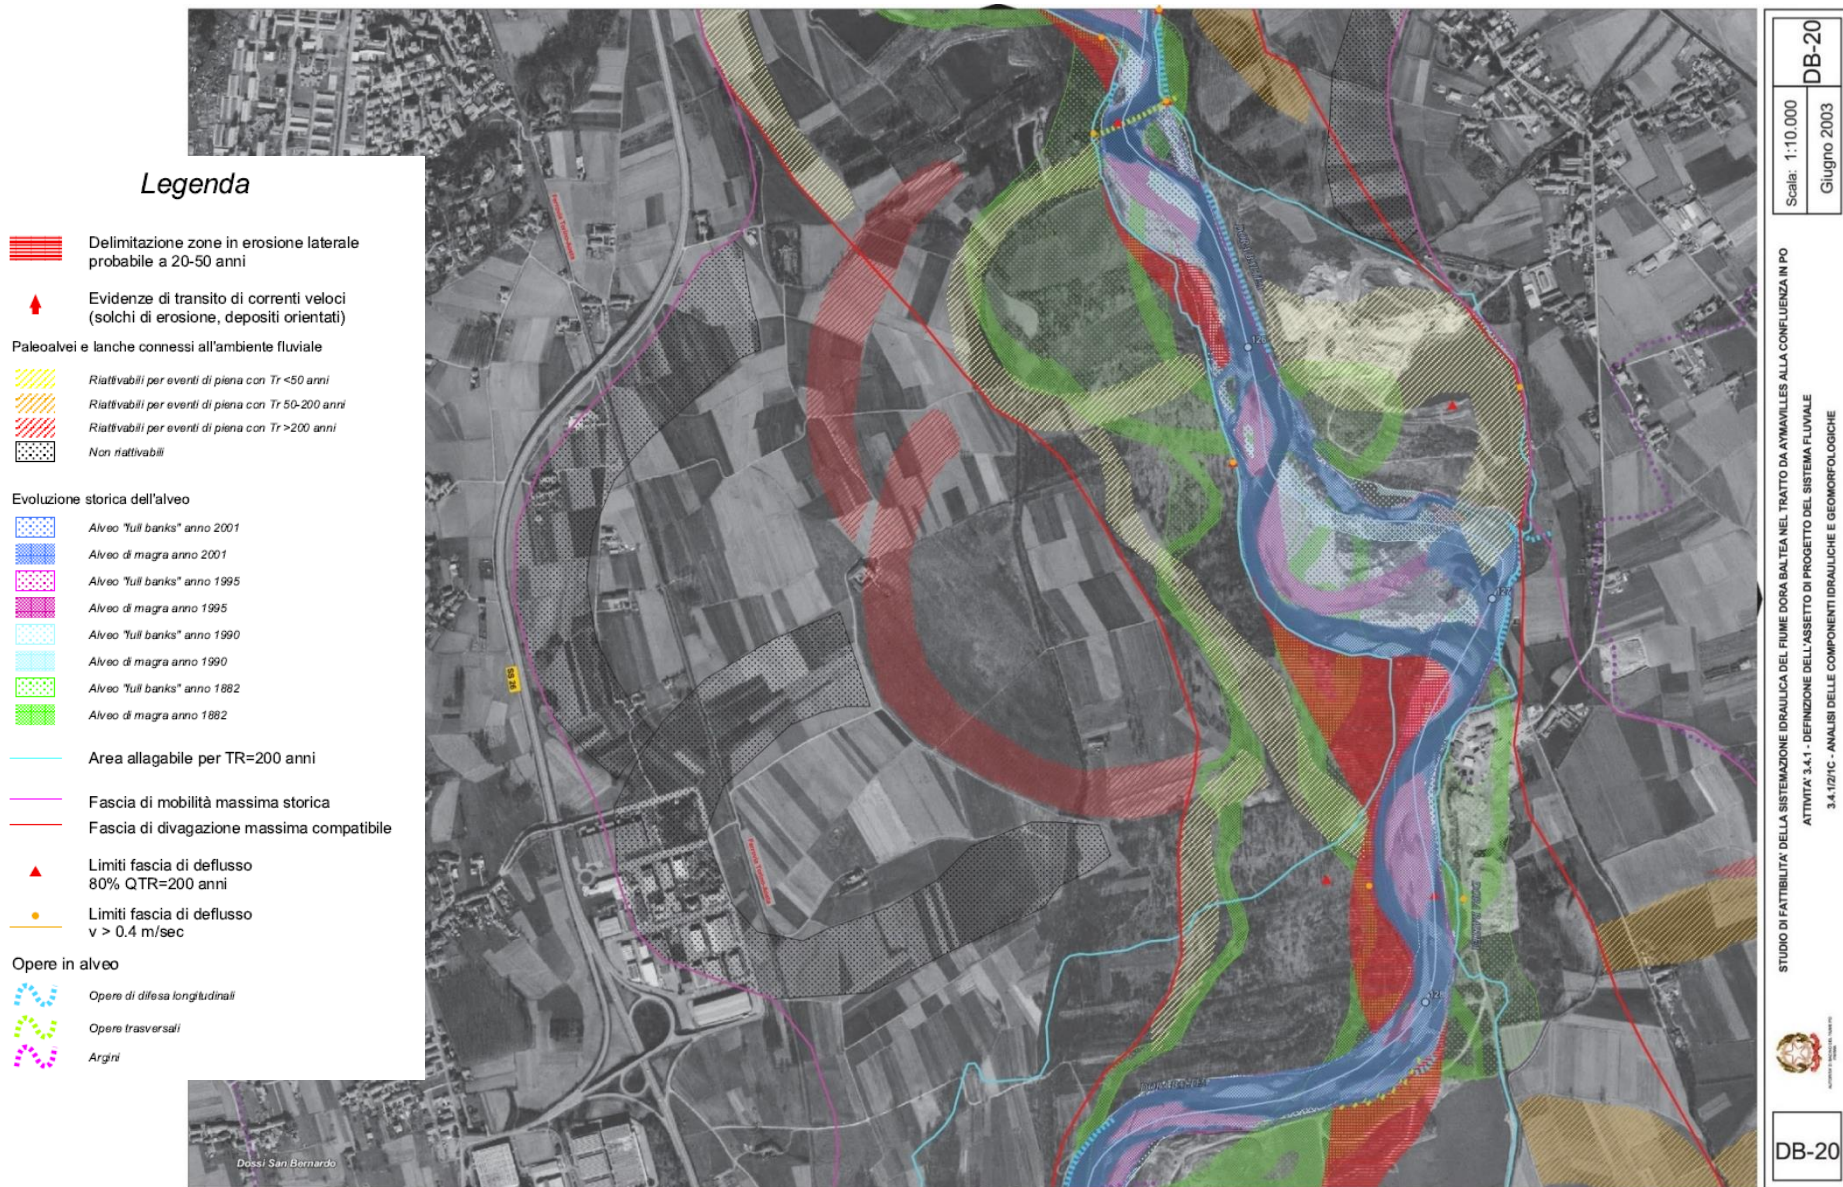 Legenda
Delimitazione zone in erosione laterale
probabile a 20-50 anni
Evidenze di transito di correnti veloci
(solchi di erosione, depositi orientati)
Paleoalvei e lanche connessi all'ambiente fluviale
Riattivabili per eventi di piena con Tr <50 anni
Riattivabili per eventi di piena con Tr 50-200 anni
Riattivabili per eventi di piena con Tr >200 anni
Non riattivabili
Evoluzione storica dell'alveo
Alveo "full banks" anno 2001
Alveo di magra anno 2001
Alveo "full banks" anno 1995
Alveo di magra anno 1995
Alveo "full banks" anno 1990
Alveo di magra anno 1990
Alveo "full banks" anno 1882
Alveo di magra anno 1882
Area allagabile per TR=200 anni
Fascia di mobilità massima storica
Fascia di divagazione massima compatibile
Limiti fascia di deflusso
80% QTR=200 anni
Limiti fascia di deflusso
v > 0.4 m/sec
Opere in alveo
Opere di difesa longitudinali
Opere trasversali
Argini
Ferrovia Torino-Aosta
SS 26
Ferrovia Torino-Aosta
Dossi San Bernardo
127
DB-20
Scala: 1:10.000
Giugno 2003
STUDIO DI FATTIBILITA' DELLA SISTEMAZIONE IDRAULICA DEL FIUME DORA BALTEA NEL TRATTO DA AYMAVILLES ALLA CONFLUENZA IN PO
ATTIVITA' 3.4.1 - DEFINIZIONE DELL'ASSETTO DI PROGETTO DEL SISTEMA FLUVIALE
3.4.1/2/1C - ANALISI DELLE COMPONENTI IDRAULICHE E GEOMORFOLOGICHE
DB-20